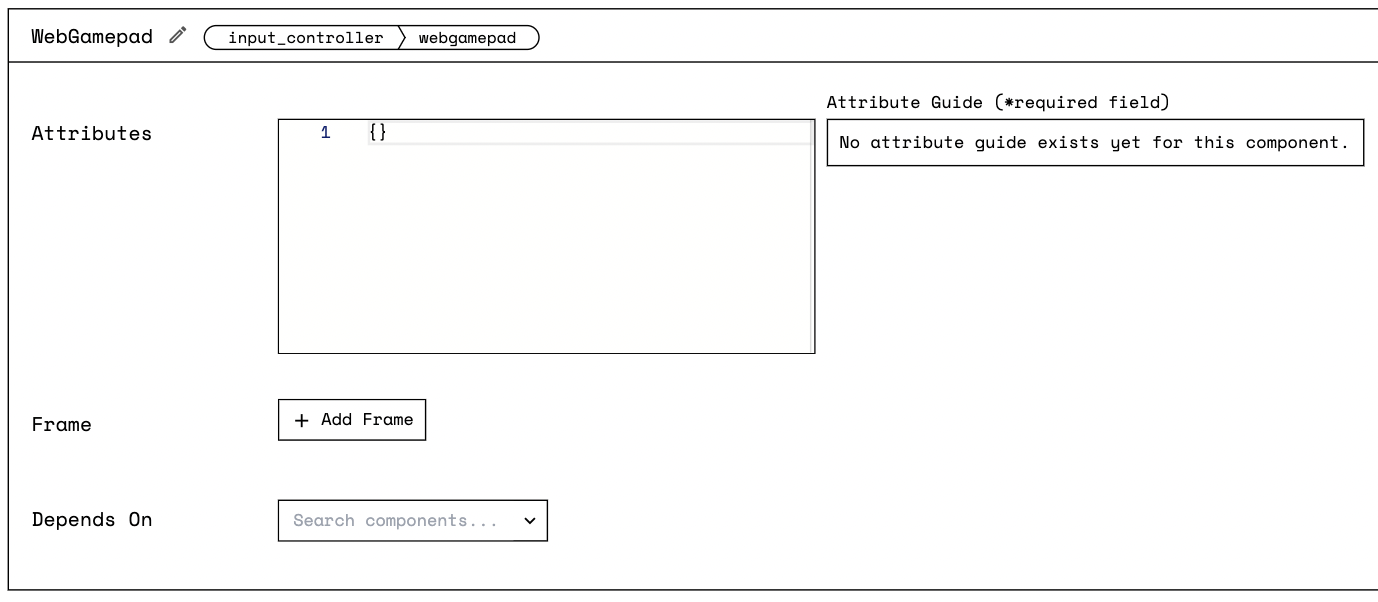 WebGamepad input_controller webgamepad
Attribute Guide (*required field)
Attributes
1 {}
No attribute guide exists yet for this component.
Frame
+ Add Frame
Depends On
Search components...